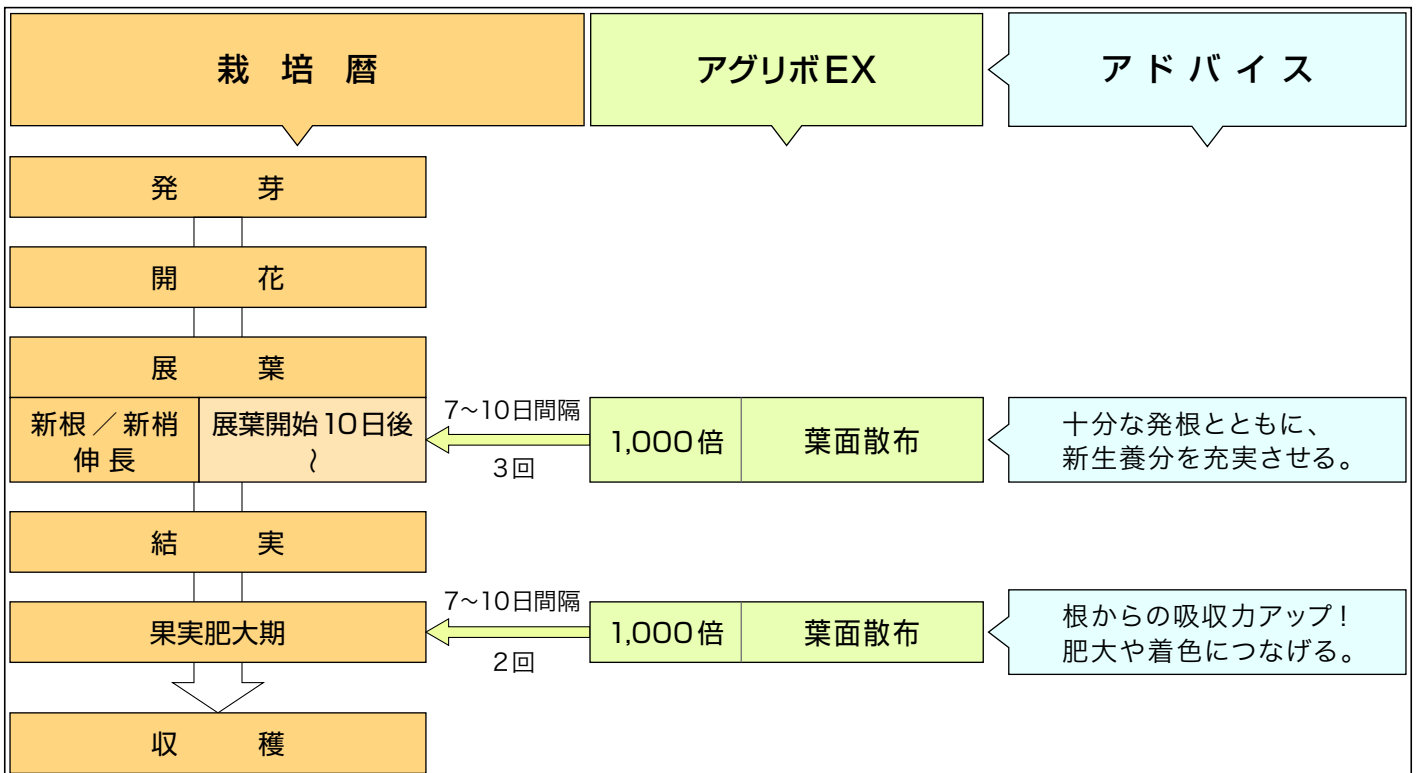 栽培暦
アグリボEX
アドバイス
発芽
開花
展葉
新根／新梢
伸長
展葉開始10日後
〜
7〜10日間隔
3回
1,000倍
葉面散布
十分な発根とともに、
新生養分を充実させる。
結実
果実肥大期
7〜10日間隔
2回
1,000倍
葉面散布
根からの吸収力アップ！
肥大や着色につなげる。
収穫